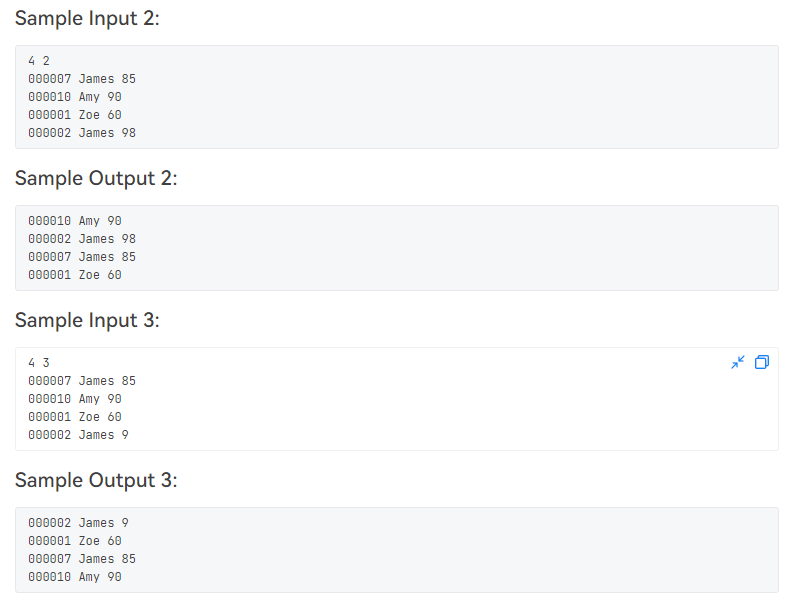 Sample Input 2:
4 2
000007 James 85
000010 Amy 90
000001 Zoe 60
000002 James 98
Sample Output 2:
000010 Amy 90
000002 James 98
000007 James 85
000001 Zoe 60
Sample Input 3:
4 3
000007 James 85
000010 Amy 90
000001 Zoe 60
000002 James 9
Sample Output 3:
000002 James 9
000001 Zoe 60
000007 James 85
000010 Amy 90